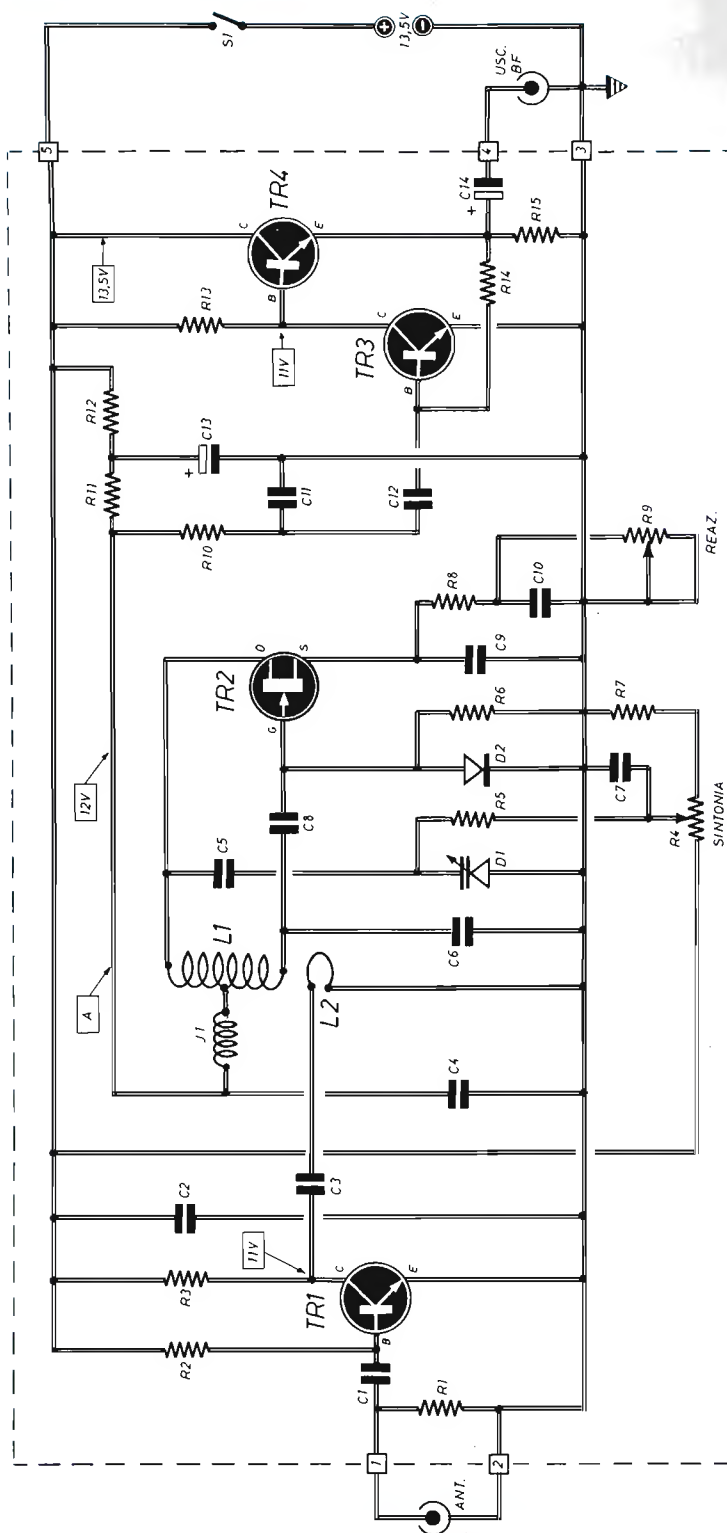 5
S1
+
−
13,5V
USC.
BF
4
3
13,5V
C
TR4
B
E
C14
+
R15
R14
R13
11V
C
TR3
B
E
R12
R11
C13
+
R10
C11
C12
12V
A
TR2
D
G
S
R8
C10
R9
REAZ.
C9
R6
D2
R7
C7
R5
D1
R4
SINTONIA
C8
C5
C6
L1
L2
J1
C4
C3
C2
R3
11V
C
TR1
B
E
R2
C1
R1
1
2
ANT.